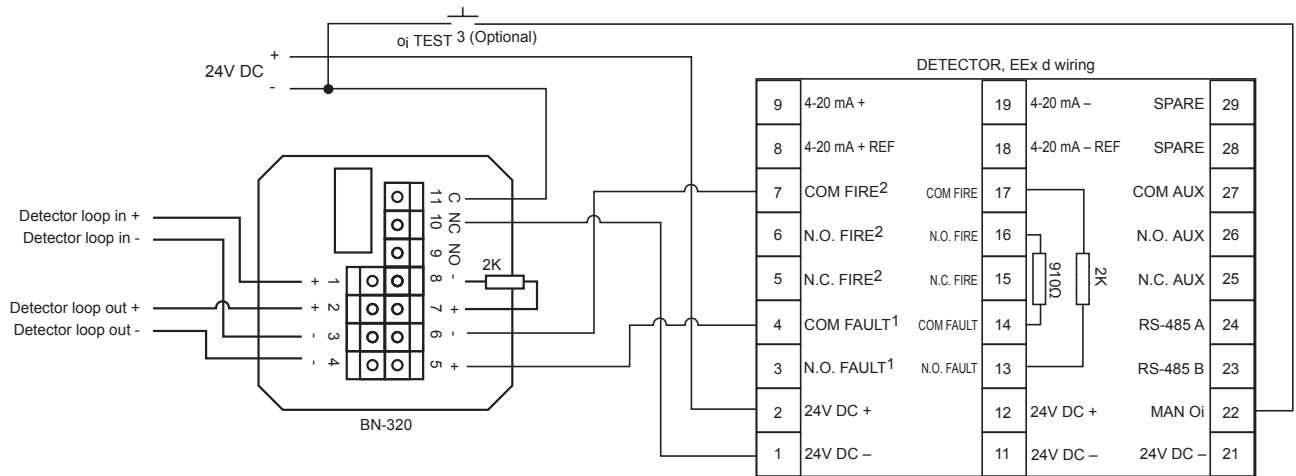 oi TEST 3 (Optional)
+
24V DC
-
DETECTOR, EEx d wiring
9 4-20 mA + 19 4-20 mA – SPARE 29
8 4-20 mA + REF 18 4-20 mA – REF SPARE 28
7 COM FIRE2 COM FIRE 17 COM AUX 27
6 N.O. FIRE2 N.O. FIRE 16 N.O. AUX 26
5 N.C. FIRE2 N.C. FIRE 15 N.C. AUX 25
4 COM FAULT1 COM FAULT 14 RS-485 A 24
3 N.O. FAULT1 N.O. FAULT 13 RS-485 B 23
2 24V DC + 12 24V DC + MAN Oi 22
1 24V DC – 11 24V DC – 24V DC – 21
910Ω
2K
Detector loop in +
Detector loop in -
Detector loop out +
Detector loop out -
+ 1
+ 2
- 3
- 4
11 C
10 NC
9 NO
8 -
7 +
6 -
5 +
2K
BN-320